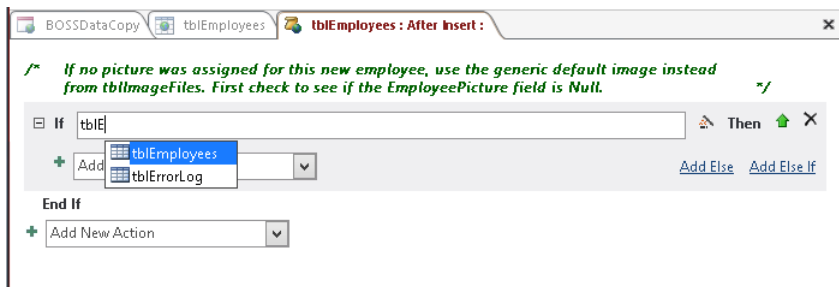 BOSSDataCopy tblEmployees tblEmployees : After Insert :
/* If no picture was assigned for this new employee, use the generic default image instead
from tblImageFiles. First check to see if the EmployeePicture field is Null. */
If tblE Then
tblEmployees
Add Add Else Add Else If
tblErrorLog
End If
Add New Action